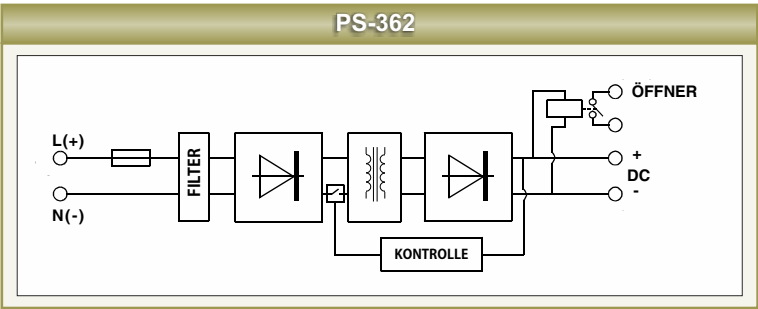 PS-362
ÖFFNER
L(+)
FILTER
+
DC
-
N(-)
KONTROLLE